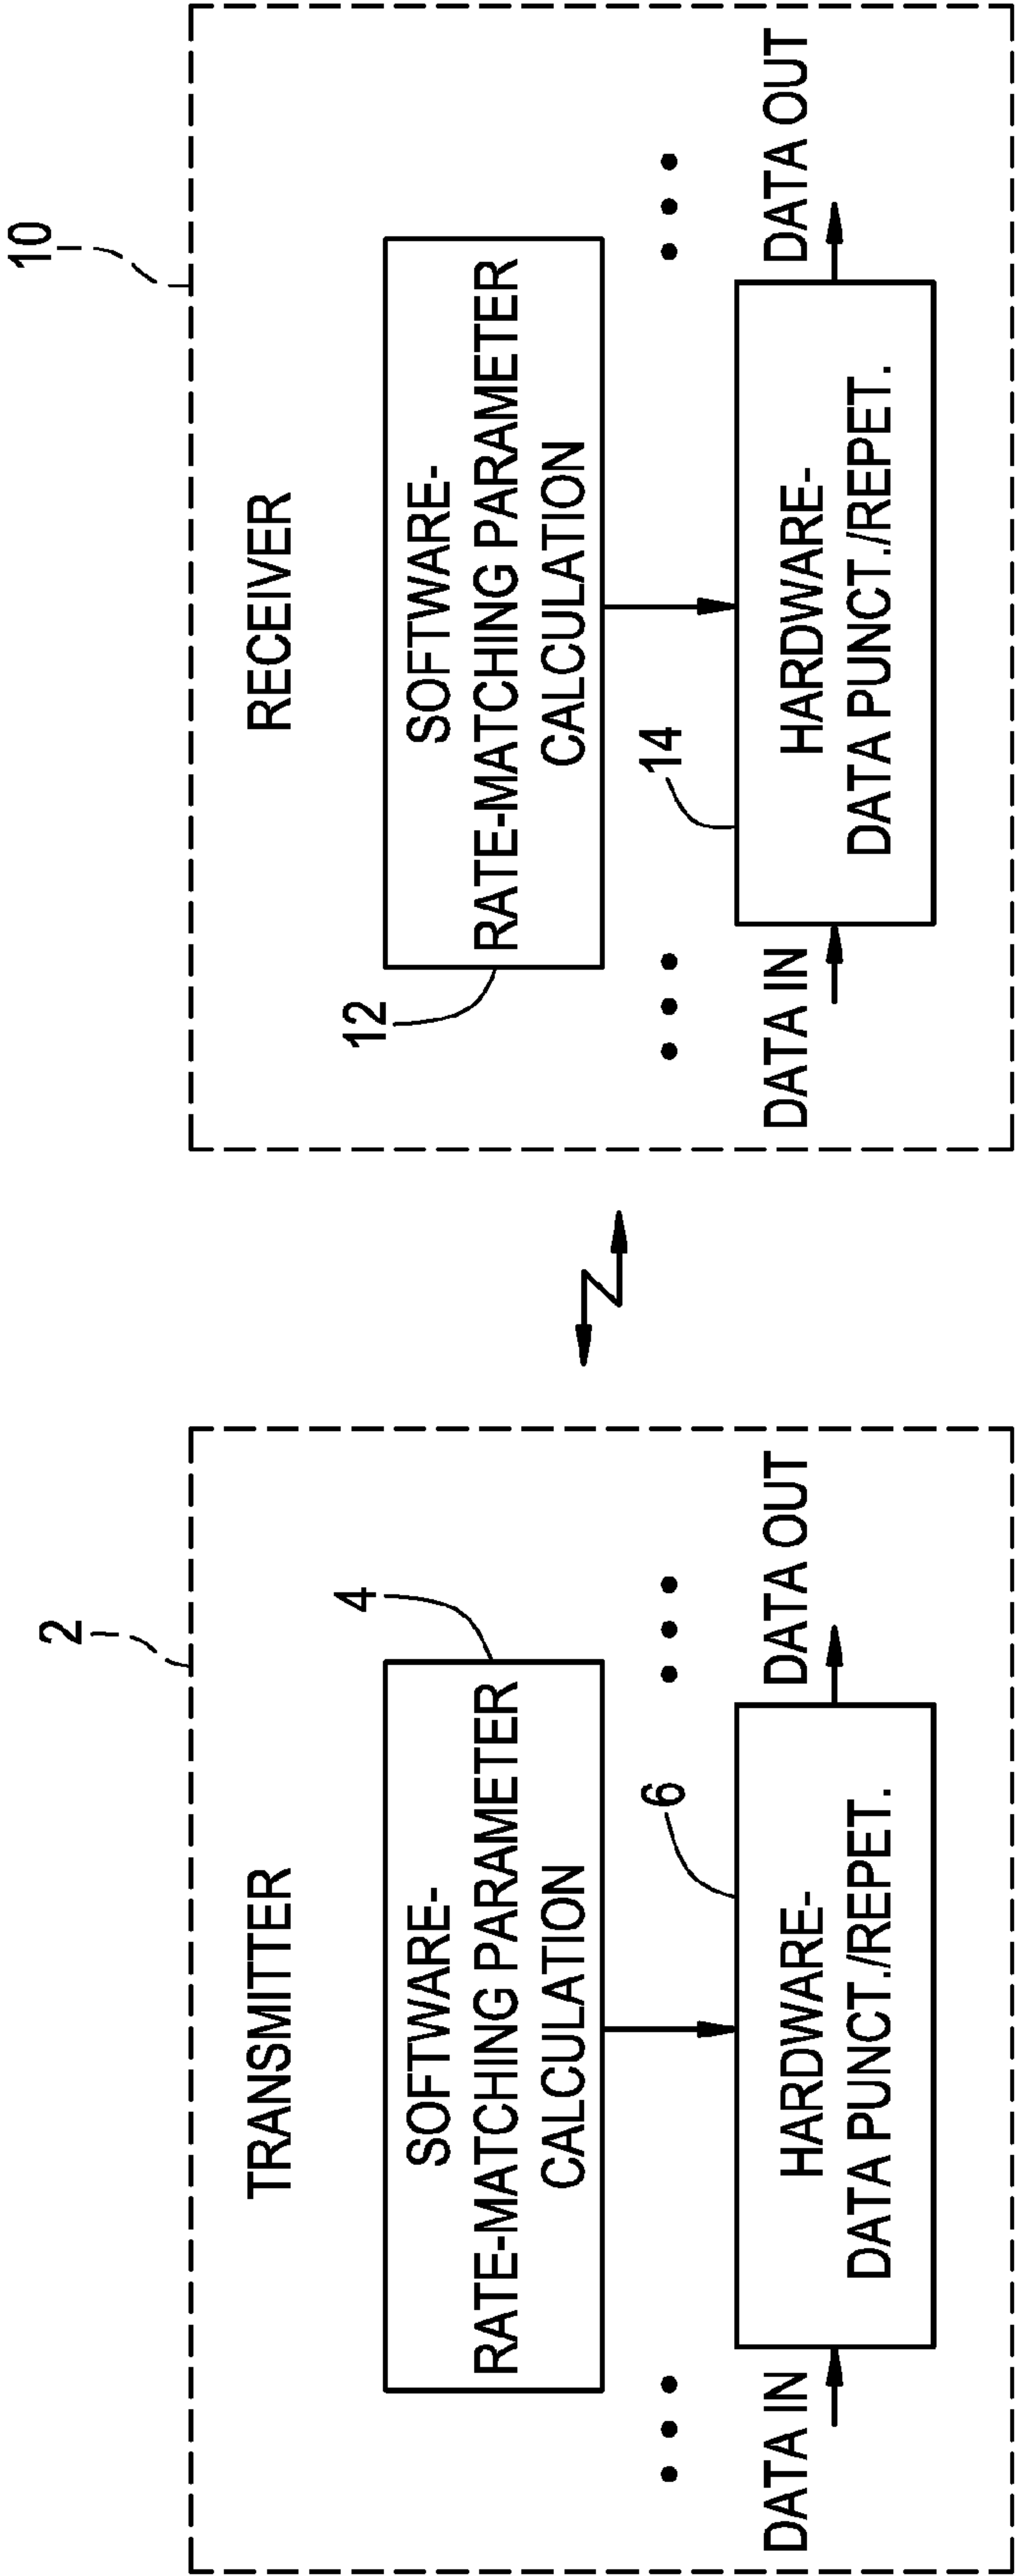 2
TRANSMITTER
4
SOFTWARE-
RATE-MATCHING PARAMETER
CALCULATION
6
DATA IN
HARDWARE-
DATA PUNCT./REPET.
DATA OUT
10
RECEIVER
12
SOFTWARE-
RATE-MATCHING PARAMETER
CALCULATION
14
DATA IN
HARDWARE-
DATA PUNCT./REPET.
DATA OUT